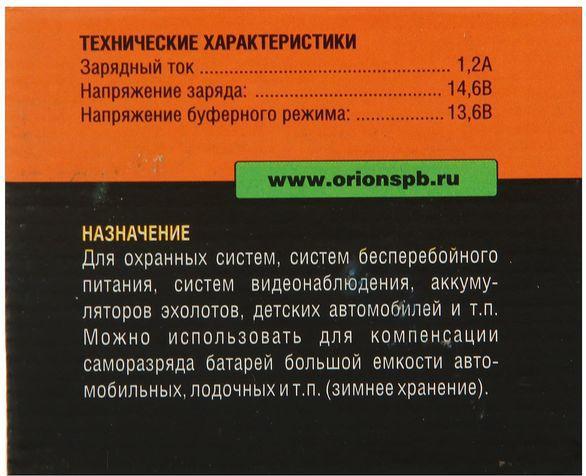 ТЕХНИЧЕСКИЕ ХАРАКТЕРИСТИКИ
Зарядный ток ........................................ 1,2А
Напряжение заряда: ............................. 14,6В
Напряжение буферного режима: ............. 13,6В
www.orionspb.ru
НАЗНАЧЕНИЕ
Для охранных систем, систем бесперебойного
питания, систем видеонаблюдения, аккуму-
ляторов эхолотов, детских автомобилей и т.п.
Можно использовать для компенсации
саморазряда батарей большой емкости авто-
мобильных, лодочных и т.п. (зимнее хранение).